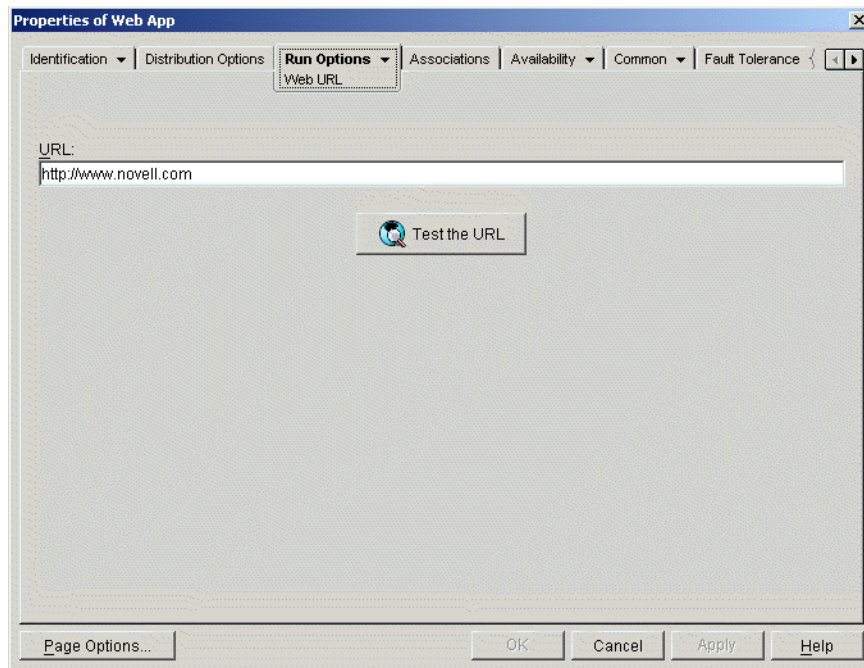 Properties of Web App
Identification Distribution Options Run Options Associations Availability Common Fault Tolerance
Web URL
URL:
http://www.novell.com
Test the URL
Page Options... OK Cancel Apply Help